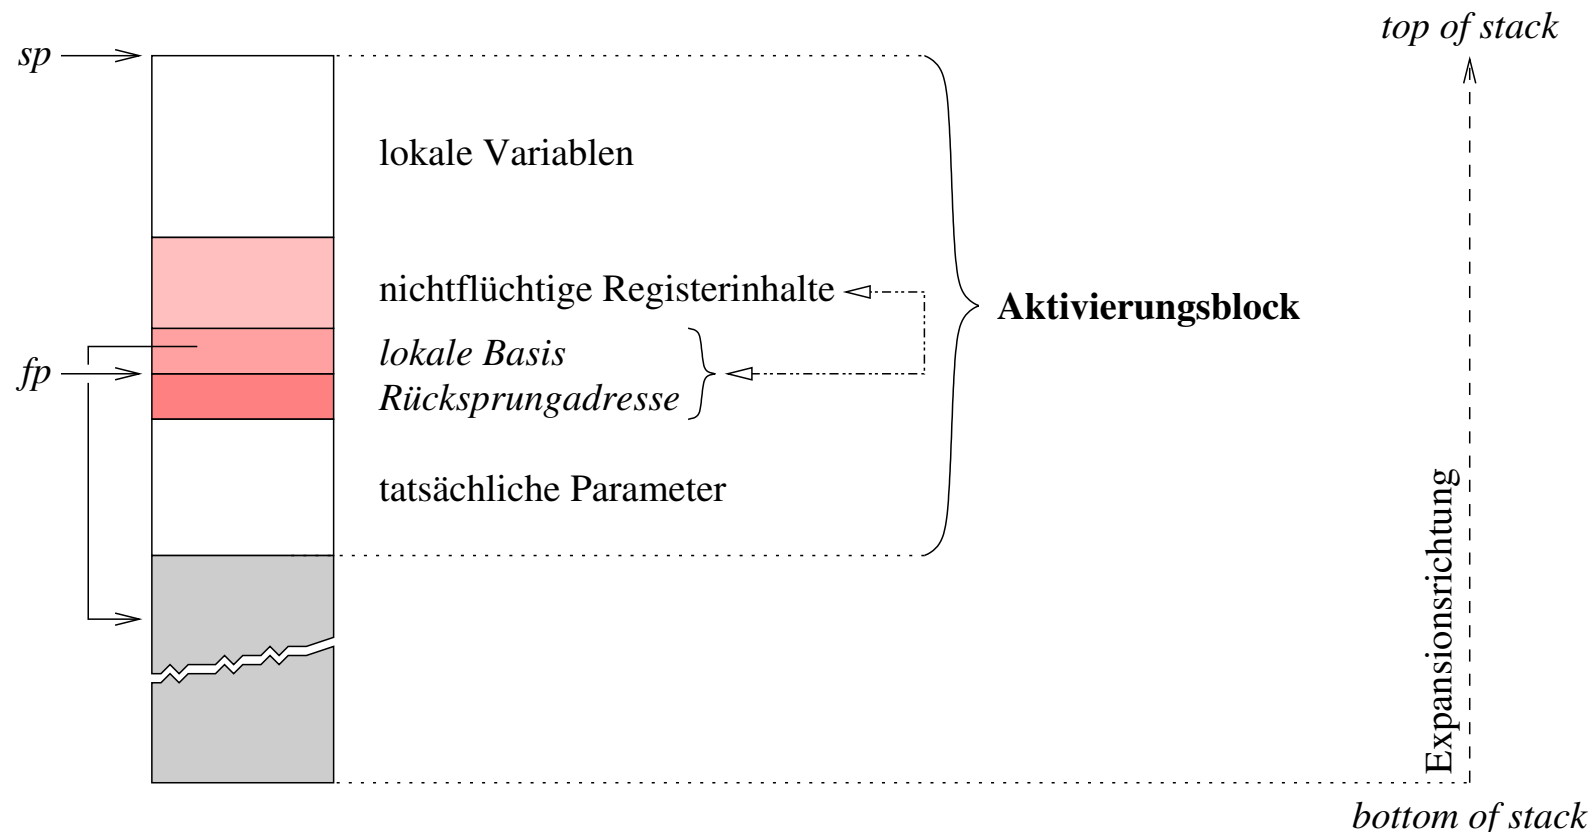 top of stack
sp
lokale Variablen
nichtflüchtige Registerinhalte
Aktivierungsblock
lokale Basis
fp
Rücksprungadresse
tatsächliche Parameter
Expansionsrichtung
bottom of stack